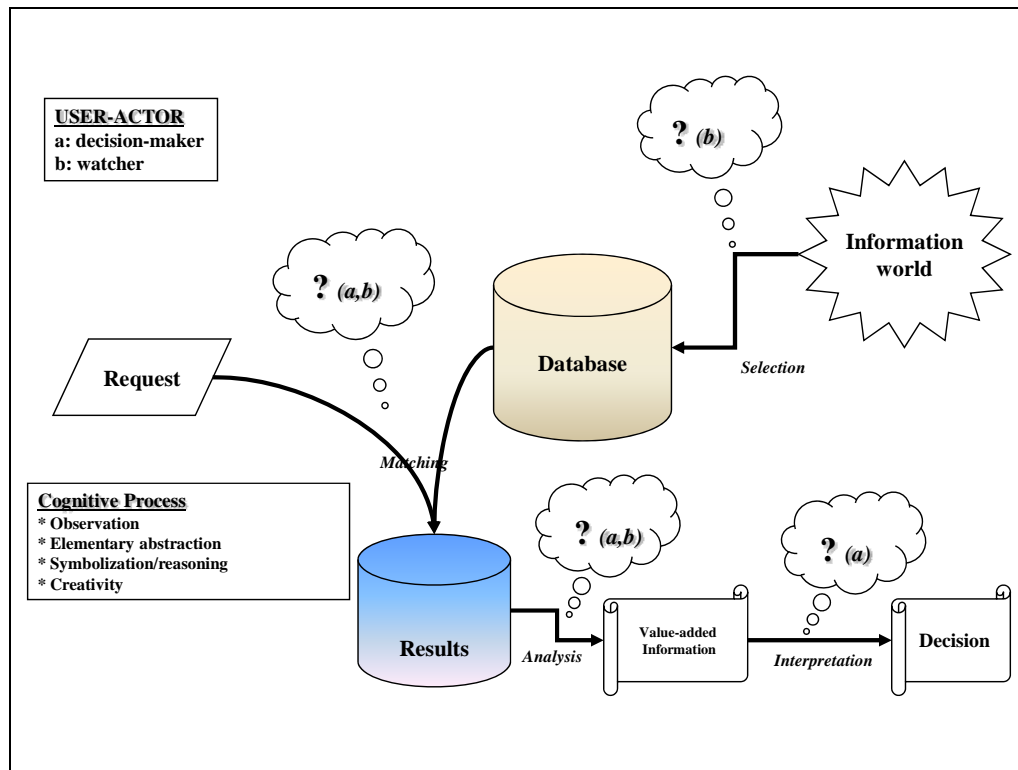 USER-ACTOR
a: decision-maker
b: watcher
? (b)
Information
world
? (a,b)
Database
Selection
Request
Matching
Cognitive Process
* Observation
* Elementary abstraction
* Symbolization/reasoning
* Creativity
? (a,b)
? (a)
Results
Analysis
Value-added
Information
Interpretation
Decision